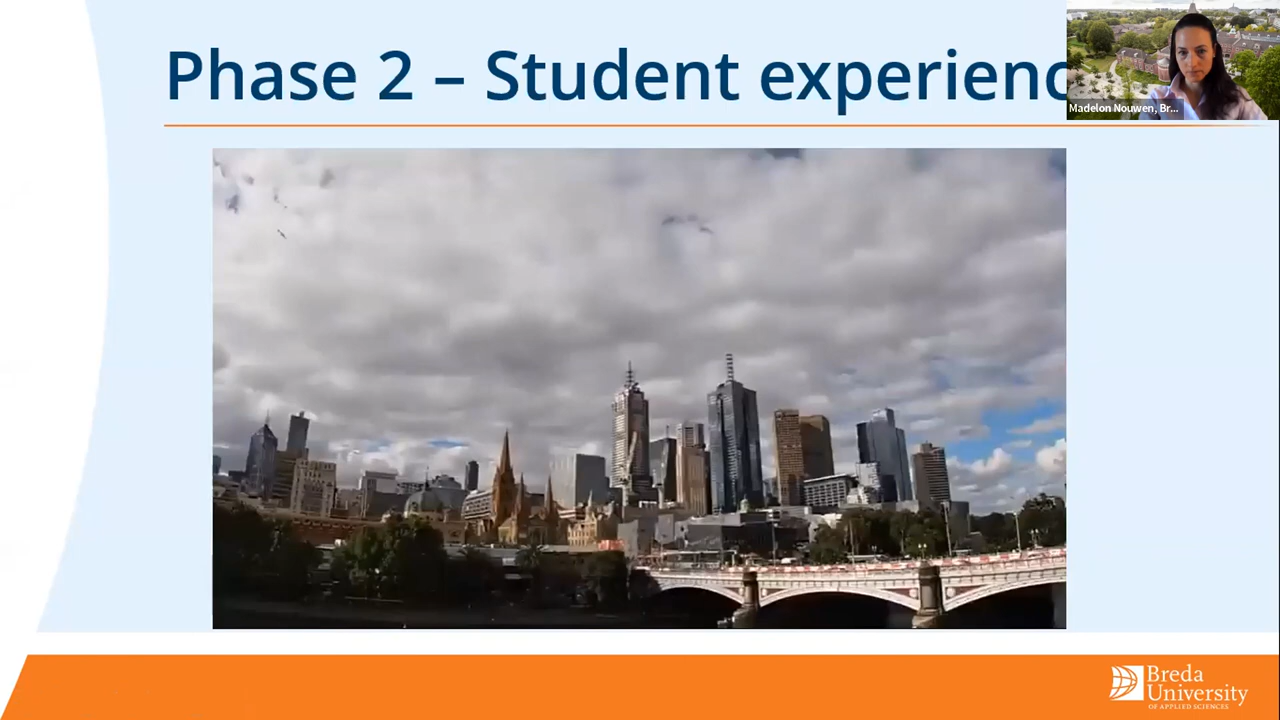 Phase 2 – Student experienc
Madelon Nouwen, Br...
Breda
University
OF APPLIED SCIENCES